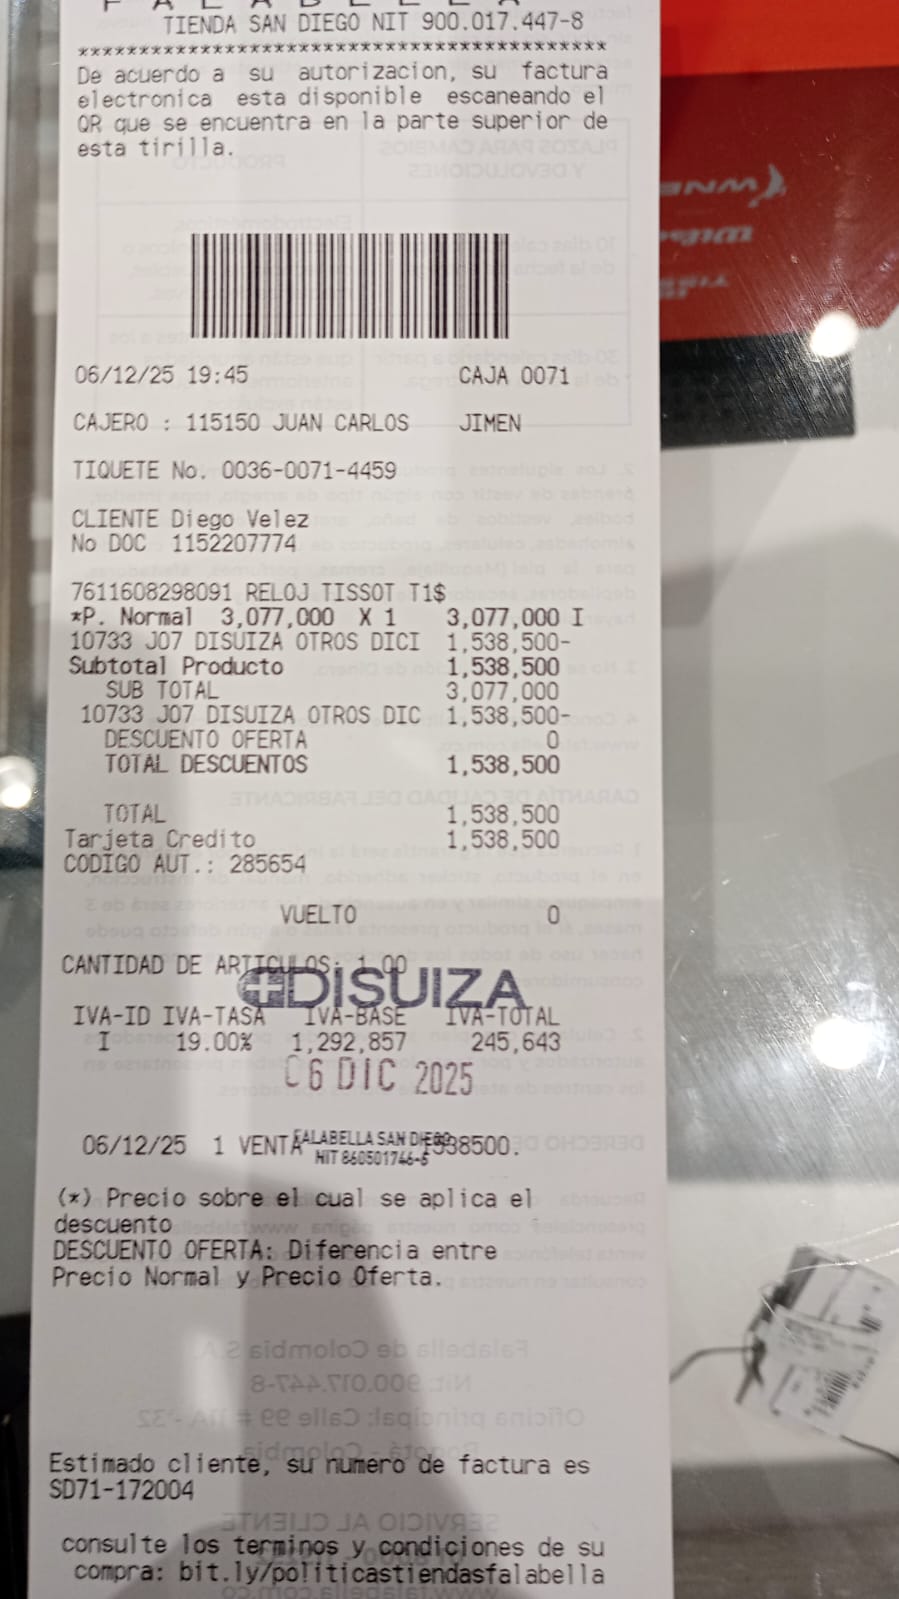 FALABELLA
TIENDA SAN DIEGO NIT 900.017.447-8
*******************************************
De acuerdo a su autorizacion, su factura
electronica esta disponible escaneando el
QR que se encuentra en la parte superior de
esta tirilla.
06/12/25 19:45 CAJA 0071
CAJERO : 115150 JUAN CARLOS JIMEN
TIQUETE No. 0036-0071-4459
CLIENTE Diego Velez
No DOC 1152207774
7611608298091 RELOJ TISSOT T1$
*P. Normal 3,077,000 X 1 3,077,000 I
10733 J07 DISUIZA OTROS DICI 1,538,500-
Subtotal Producto 1,538,500
SUB TOTAL 3,077,000
10733 J07 DISUIZA OTROS DIC 1,538,500-
DESCUENTO OFERTA 0
TOTAL DESCUENTOS 1,538,500
TOTAL 1,538,500
Tarjeta Credito 1,538,500
CODIGO AUT.: 285654
VUELTO 0
CANTIDAD DE ARTICULOS: 1.00
DISUIZA
IVA-ID IVA-TASA IVA-BASE IVA-TOTAL
I 19.00% 1,292,857 245,643
06 DIC 2025
06/12/25 1 VENTA 1538500.
FALABELLA SAN DIEGO
NIT 860501746-5
(*) Precio sobre el cual se aplica el
descuento
DESCUENTO OFERTA: Diferencia entre
Precio Normal y Precio Oferta.
Estimado cliente, su numero de factura es
SD71-172004
consulte los terminos y condiciones de su
compra: bit.ly/politicastiendasfalabella